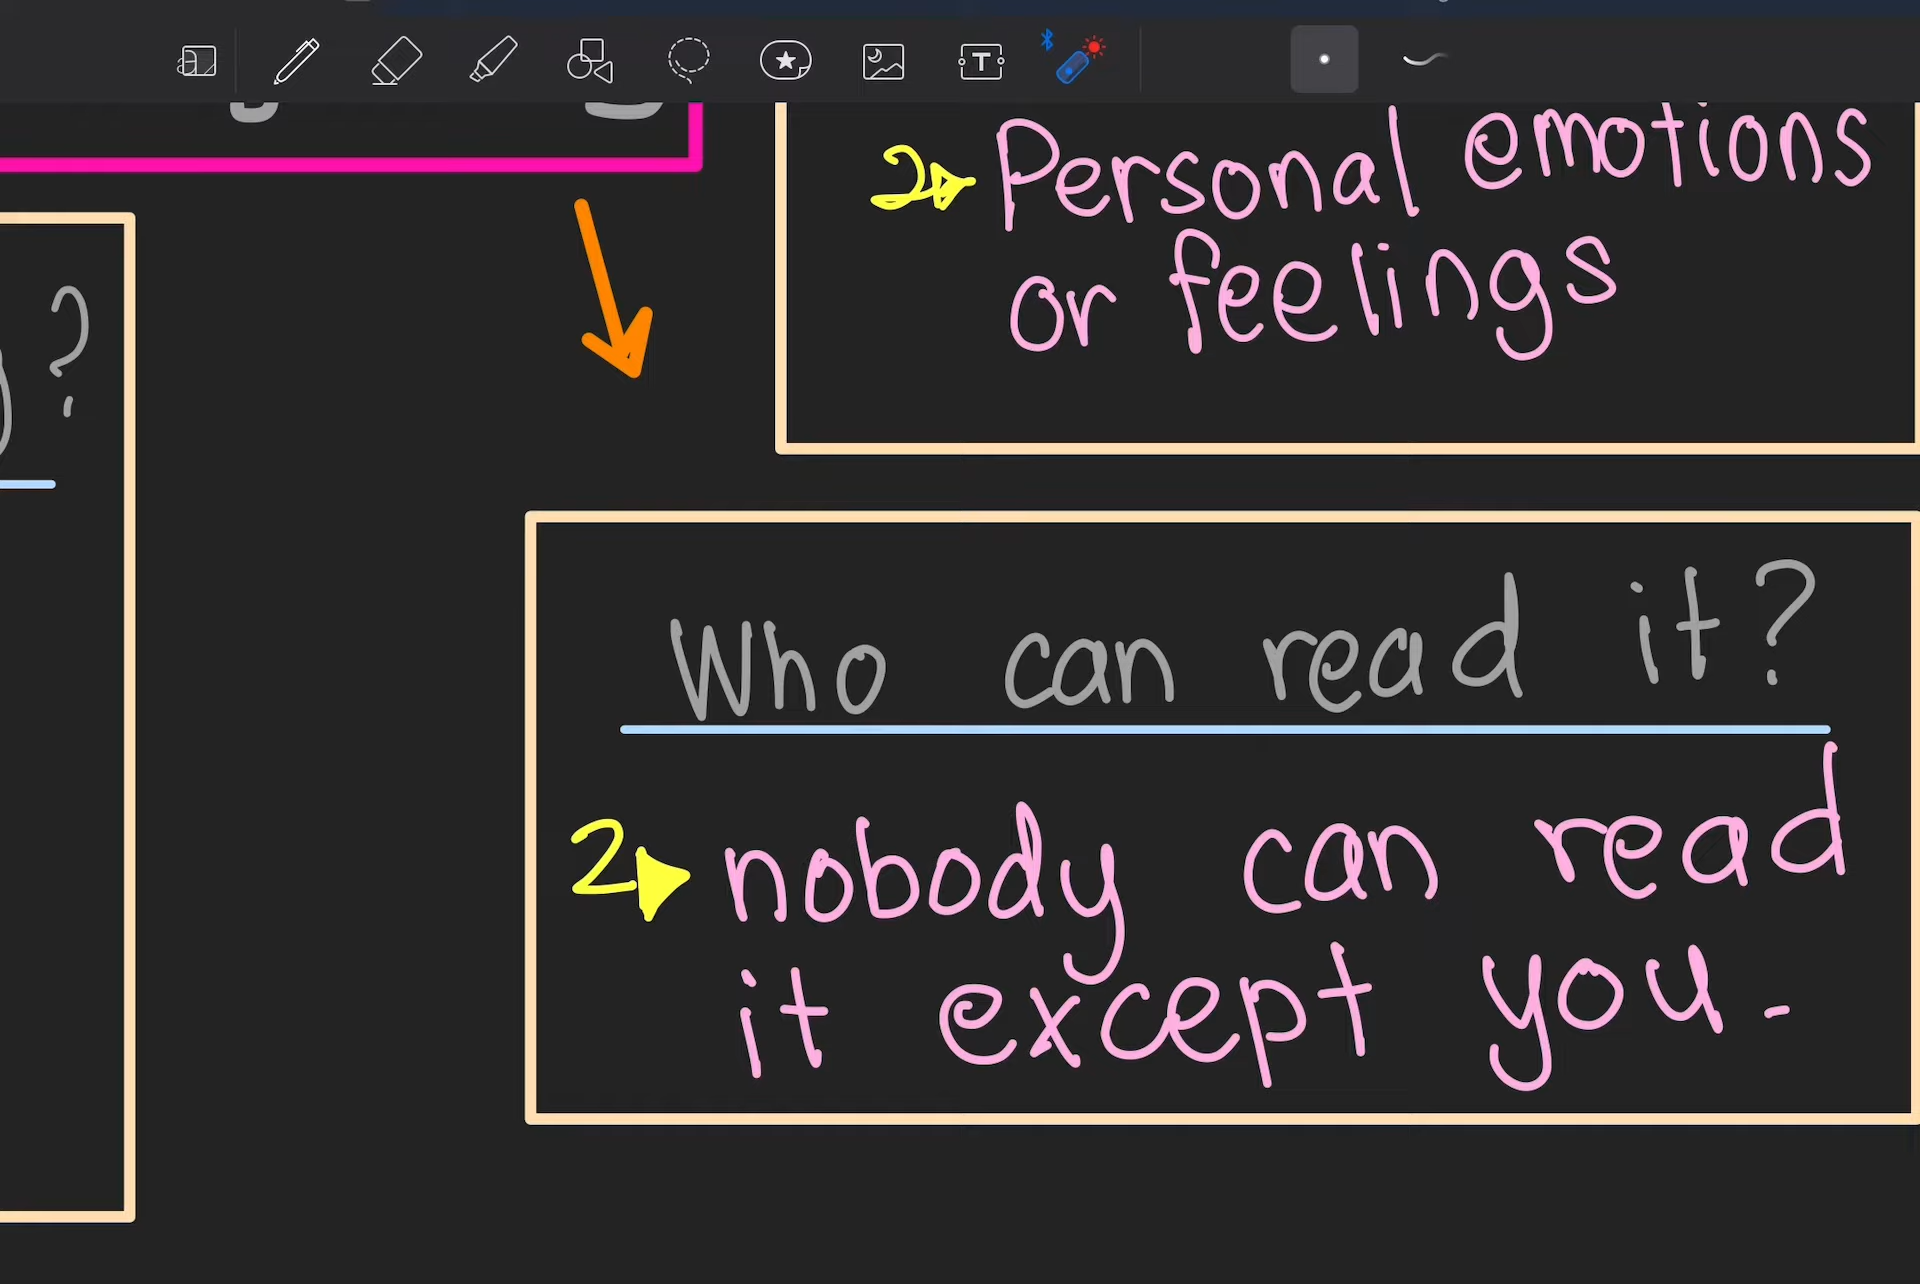 2 Personal emotions
or feelings
?
Who can read it?
2 nobody can read
it except you.